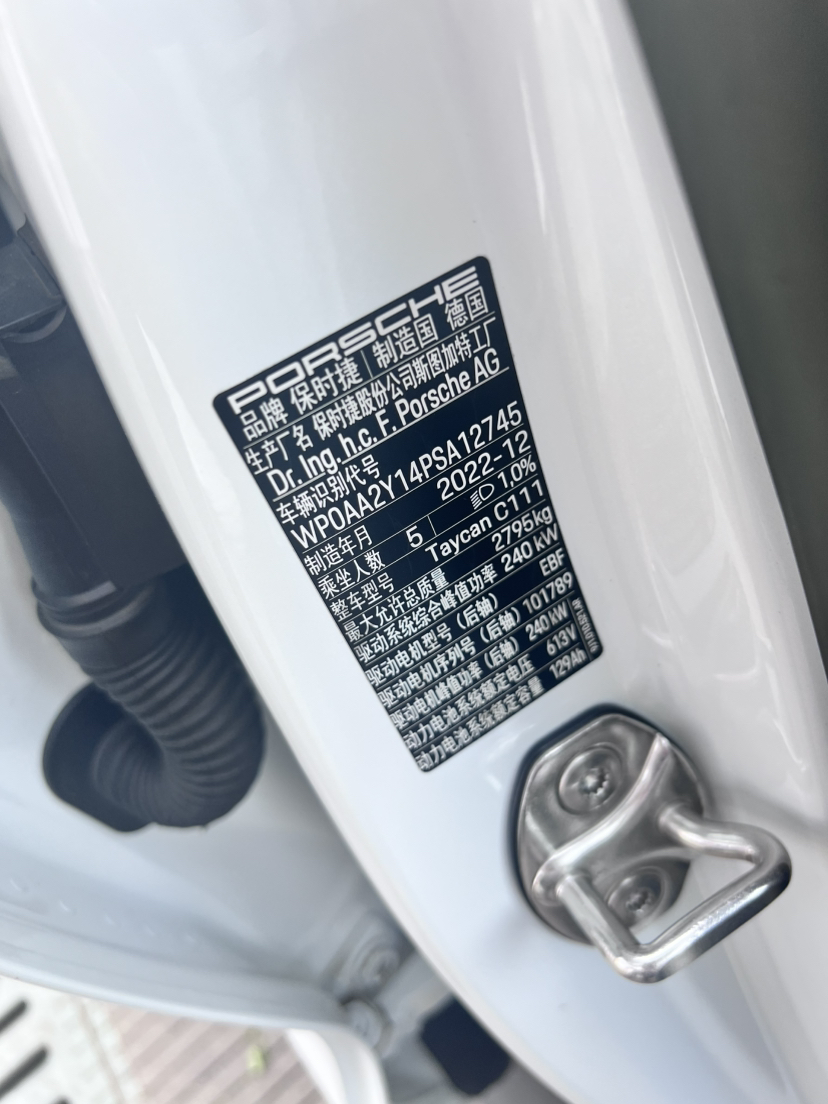 PORSCHE
品牌 保时捷 制造国 德国
生产厂名 保时捷股份公司斯图加特工厂
Dr. Ing. h.c. F. Porsche AG
车辆识别代号
WP0AA2Y14PSA12745
制造年月 2022-12
乘坐人数 5 1.0%
整车型号 Taycan C111
最大允许总质量 2795kg
驱动系统综合峰值功率 240 kW
驱动电机型号（后轴） EBF
驱动电机序列号（后轴） 101789
驱动电机峰值功率（后轴） 240 kW
动力电池系统额定电压 613V
动力电池系统额定容量 129Ah